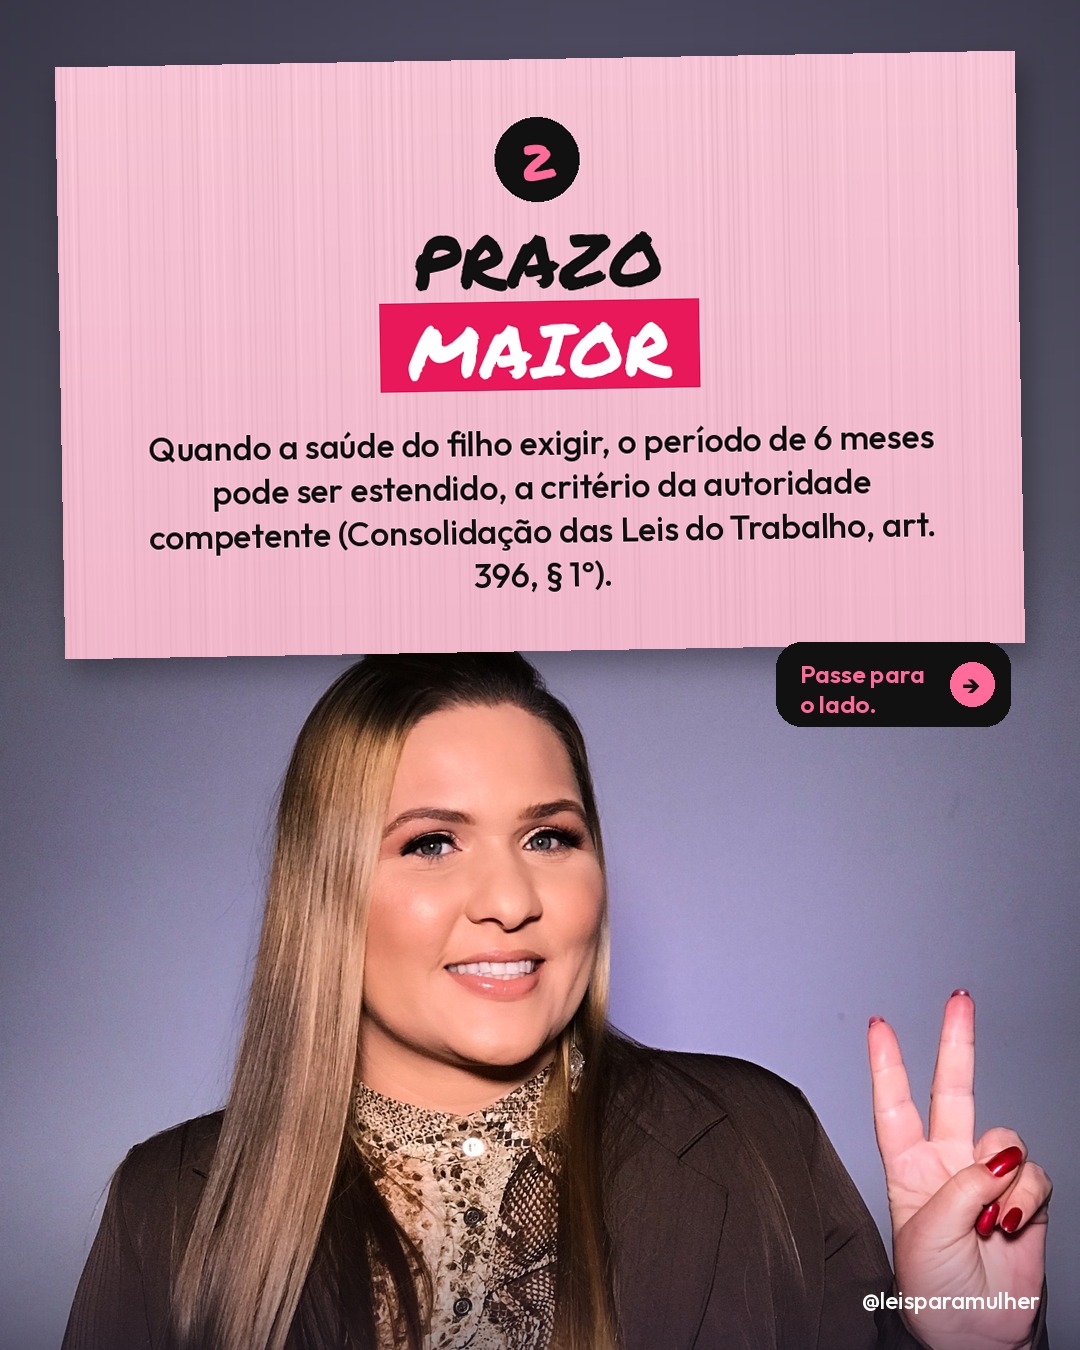 2
PRAZO
MAIOR
Quando a saúde do filho exigir, o período de 6 meses
pode ser estendido, a critério da autoridade
competente (Consolidação das Leis do Trabalho, art.
396, § 1º).
Passe para
o lado.
@leisparamulher